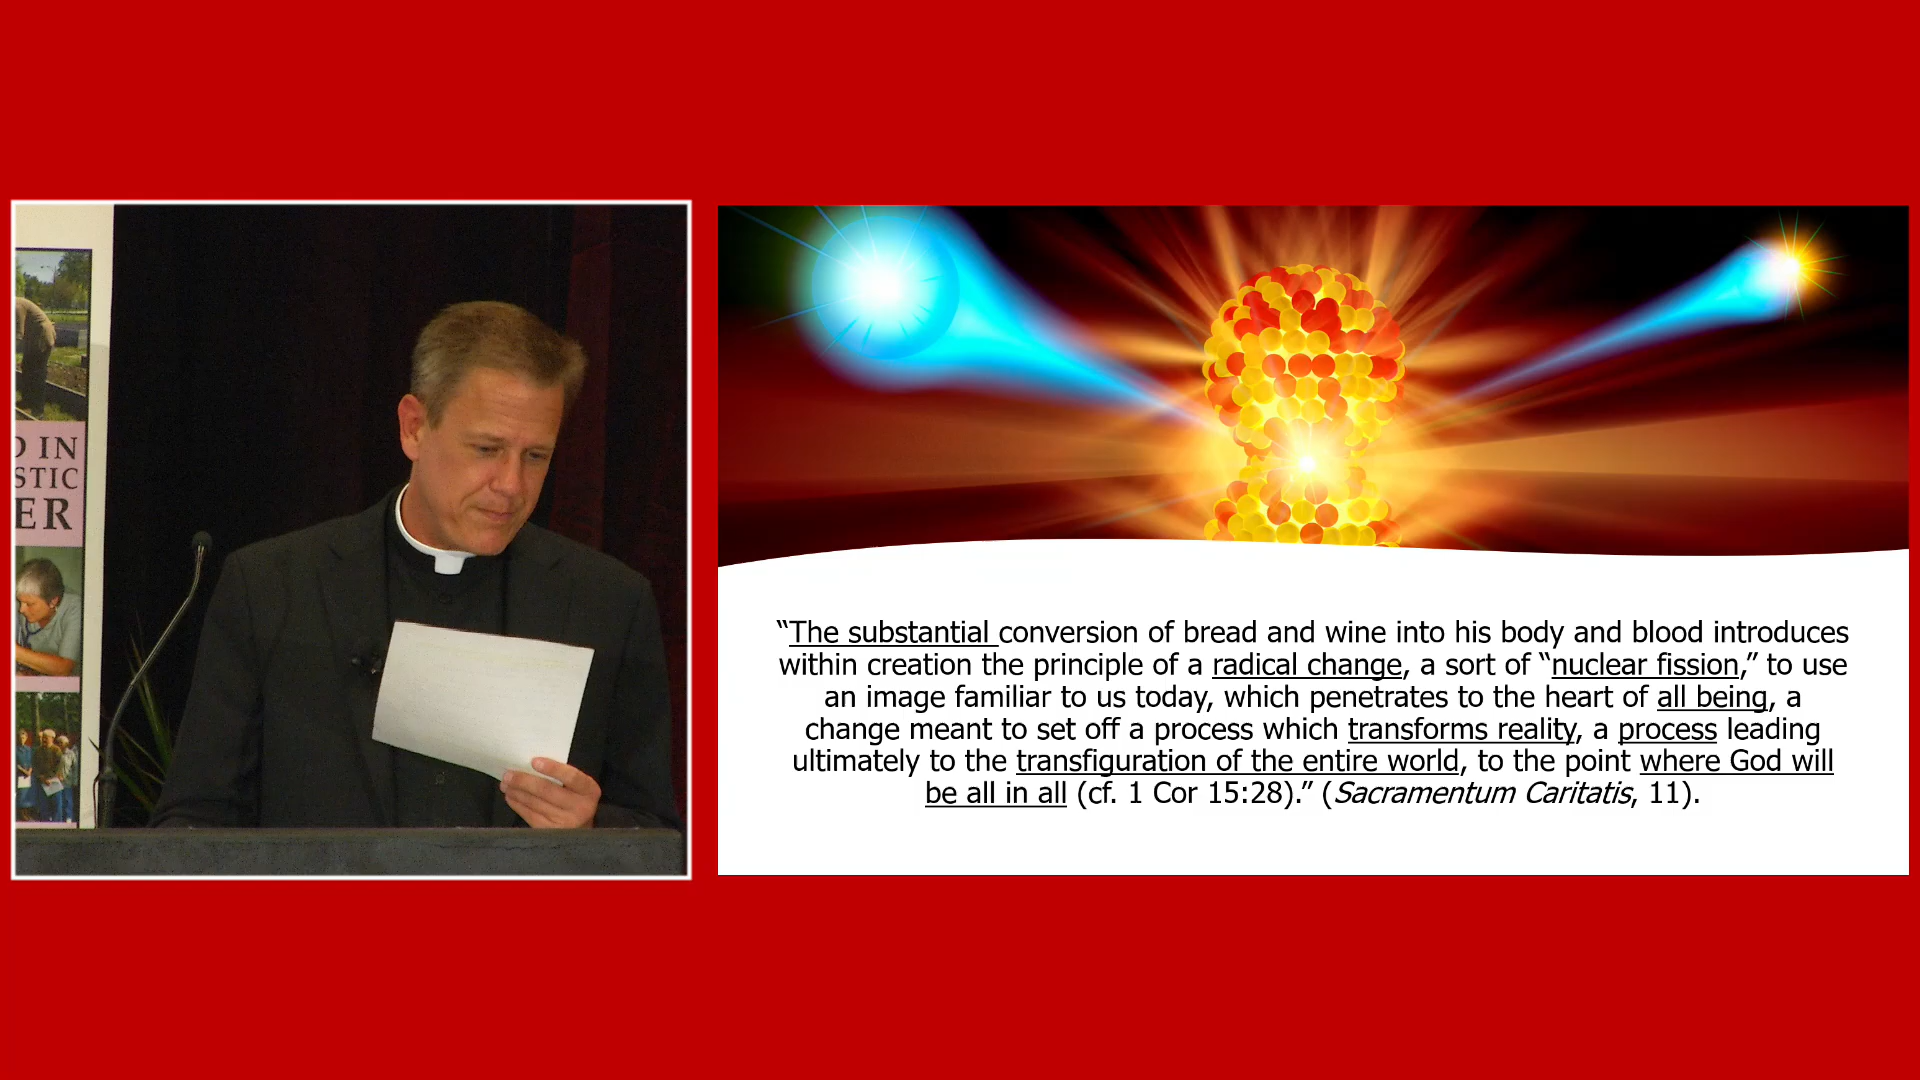 IN
STIC
ER
“The substantial conversion of bread and wine into his body and blood introduces
within creation the principle of a radical change, a sort of “nuclear fission,” to use
an image familiar to us today, which penetrates to the heart of all being, a
change meant to set off a process which transforms reality, a process leading
ultimately to the transfiguration of the entire world, to the point where God will
be all in all (cf. 1 Cor 15:28).” (Sacramentum Caritatis, 11).